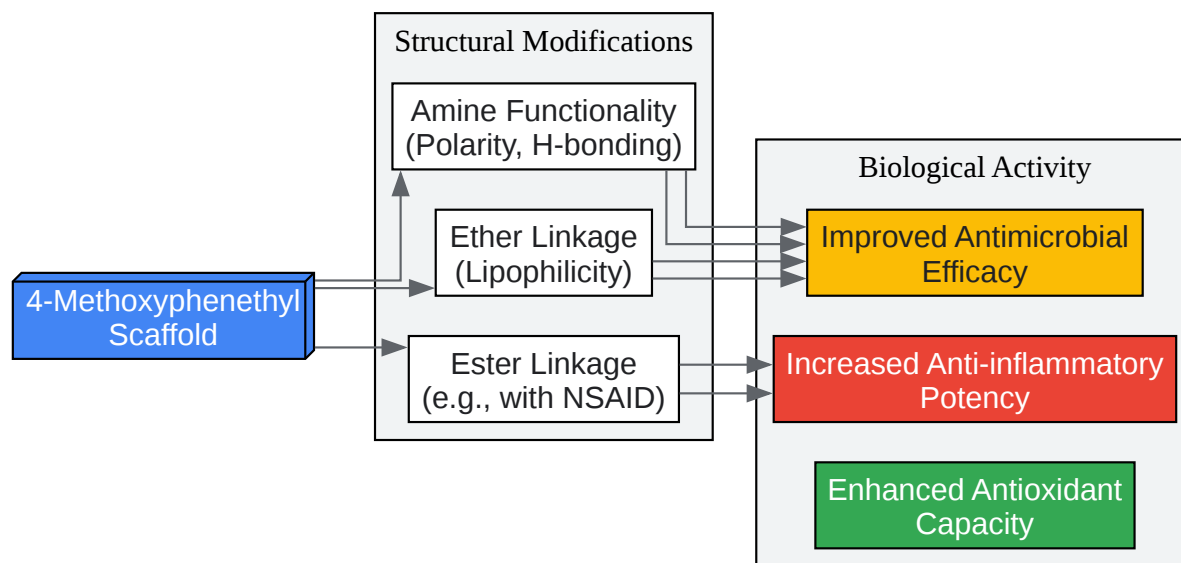 Structural Modifications
Amine Functionality
(Polarity, H-bonding)
Ether Linkage
(Lipophilicity)
Ester Linkage
(e.g., with NSAID)
4-Methoxyphenethyl
Scaffold
Biological Activity
Improved Antimicrobial
Efficacy
Increased Anti-inflammatory
Potency
Enhanced Antioxidant
Capacity